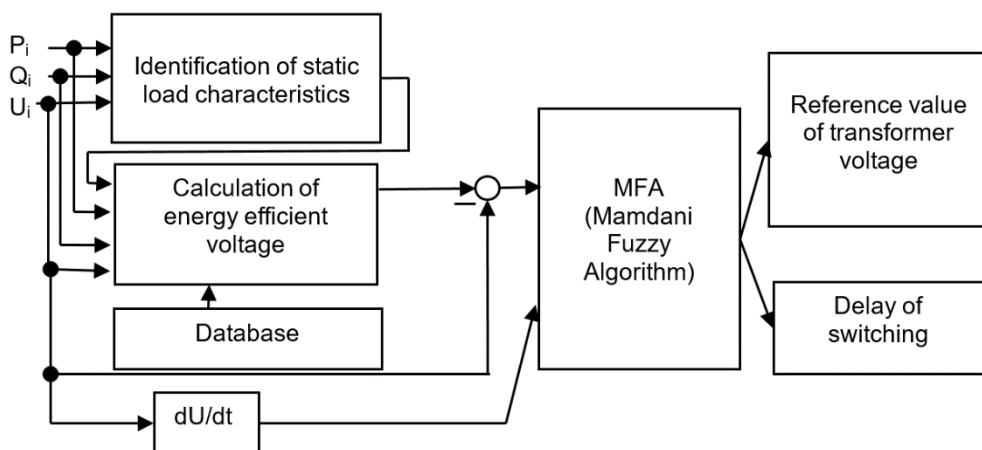 Pᵢ
Qᵢ
Uᵢ
Identification of static
load characteristics
Calculation of
energy efficient
voltage
Database
dU/dt
–
MFA
(Mamdani
Fuzzy
Algorithm)
Reference value
of transformer
voltage
Delay of
switching